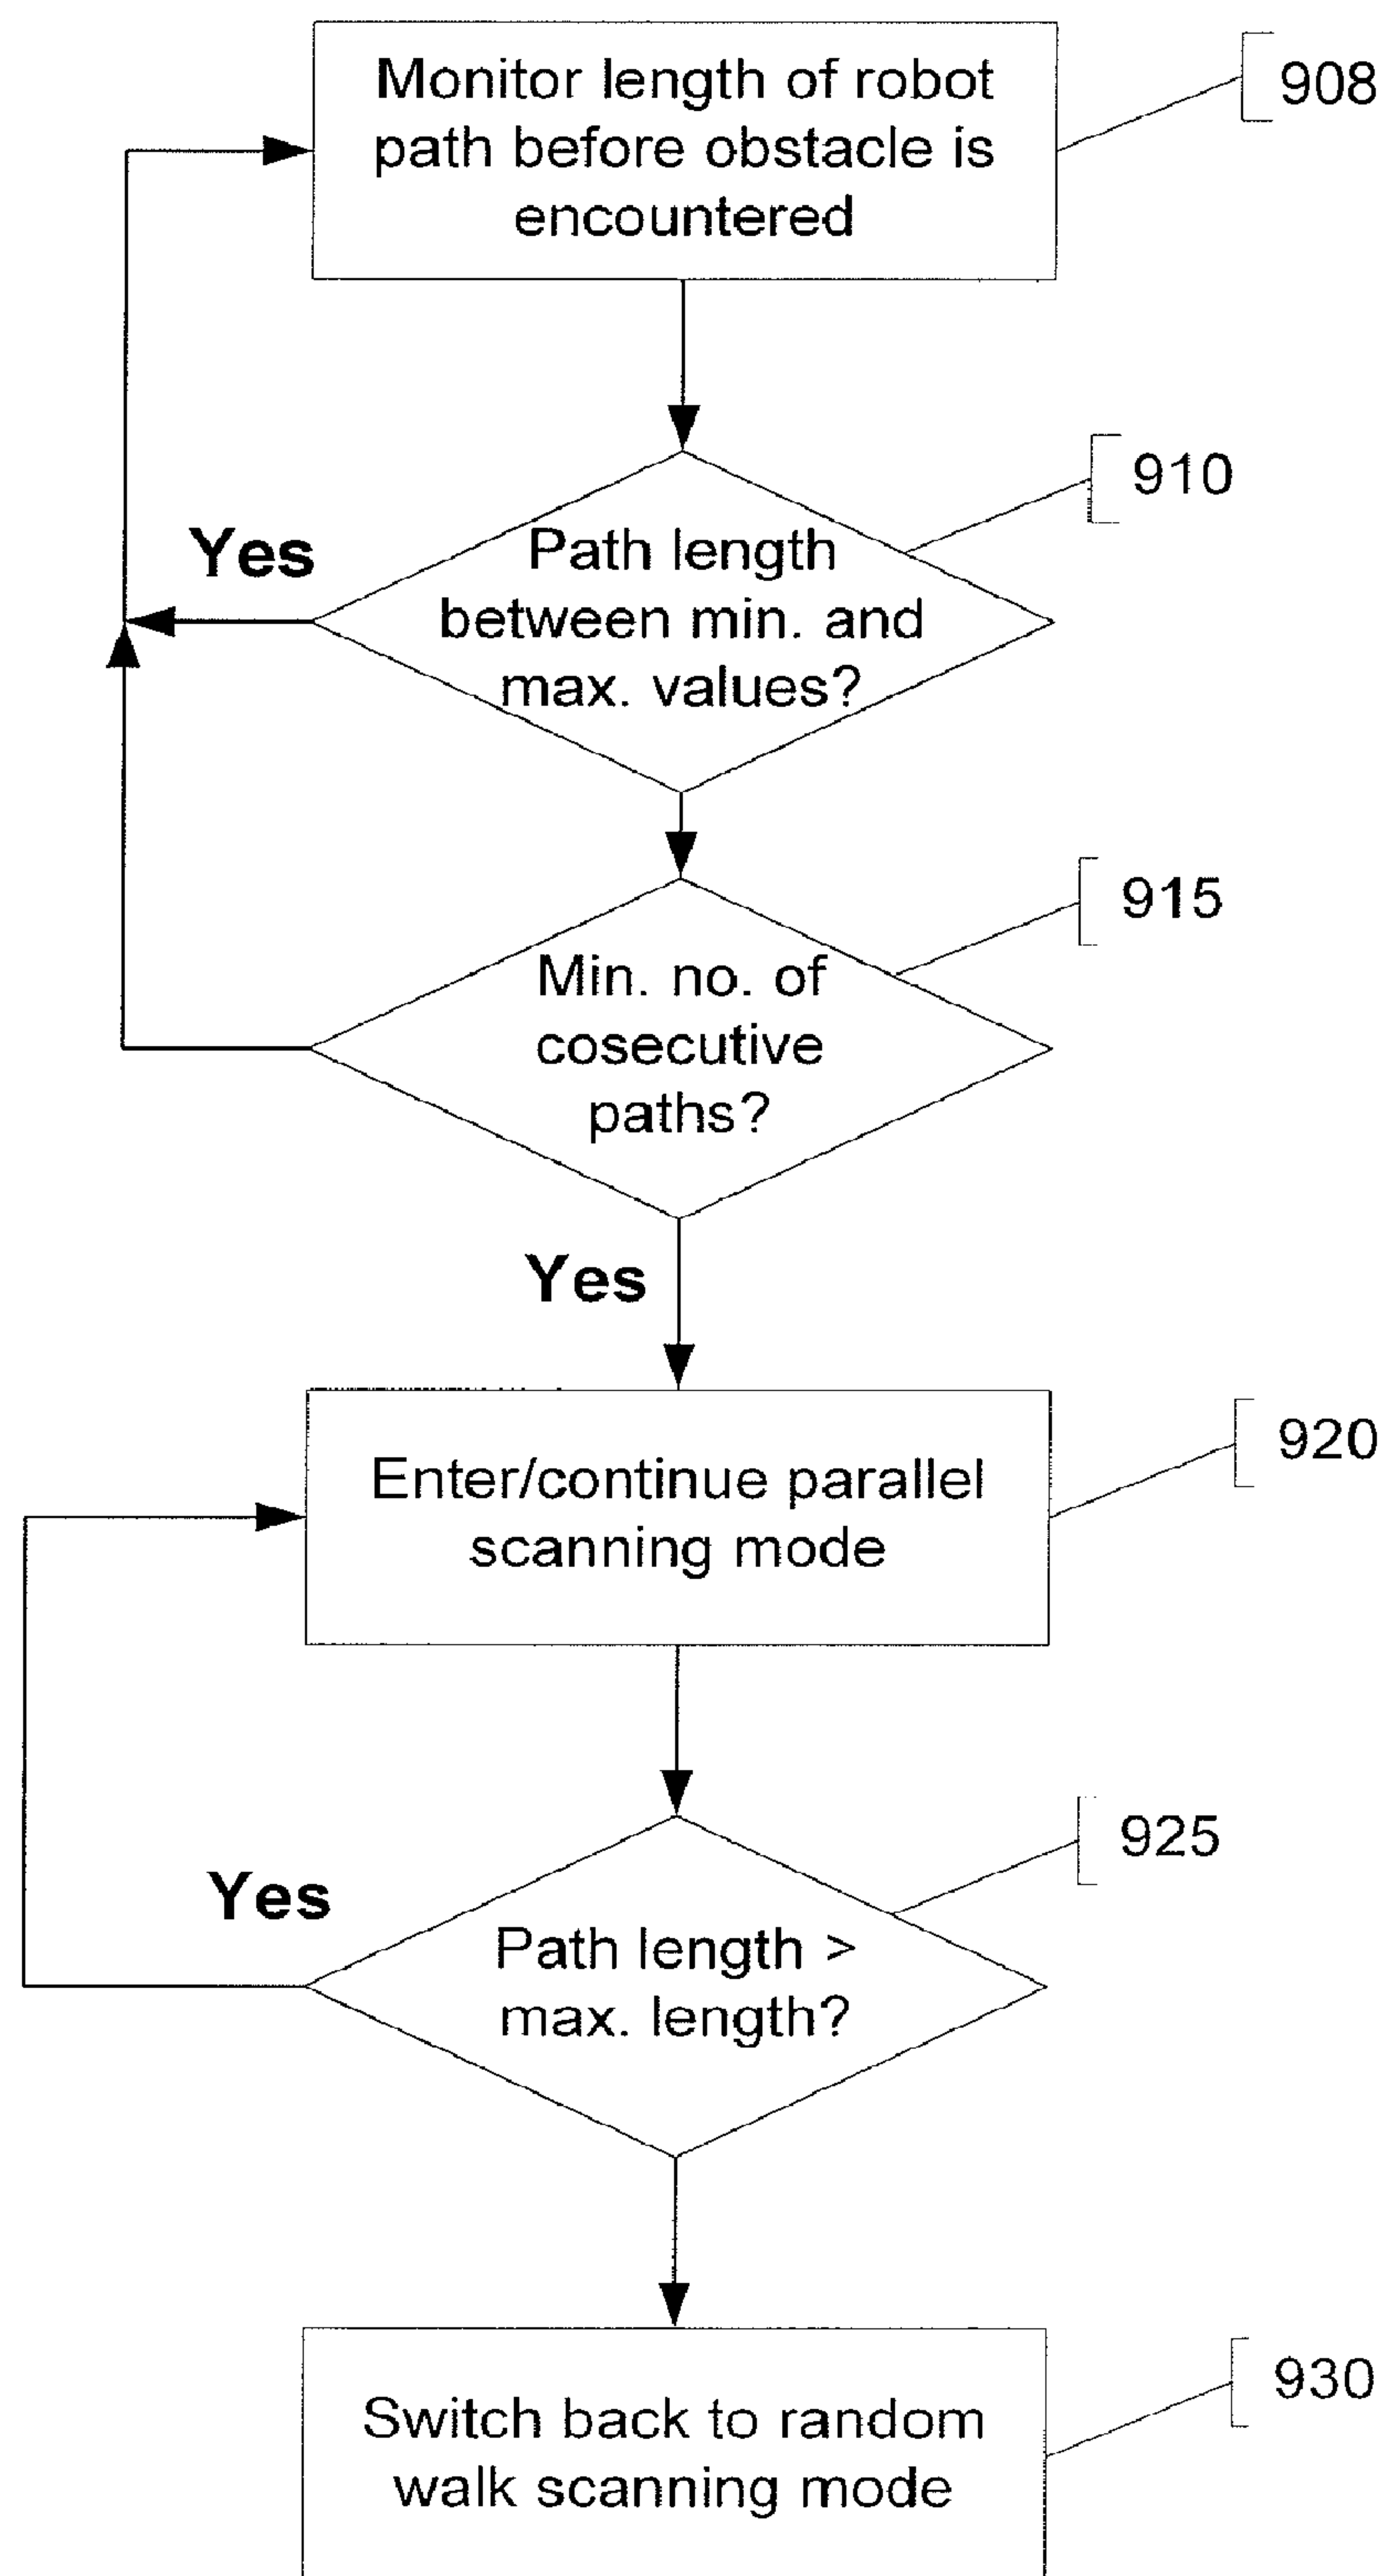 Monitor length of robot
path before obstacle is
encountered
908
910
Yes
Path length
between min. and
max. values?
915
Min. no. of
cosecutive
paths?
Yes
920
Enter/continue parallel
scanning mode
925
Yes
Path length >
max. length?
930
Switch back to random
walk scanning mode